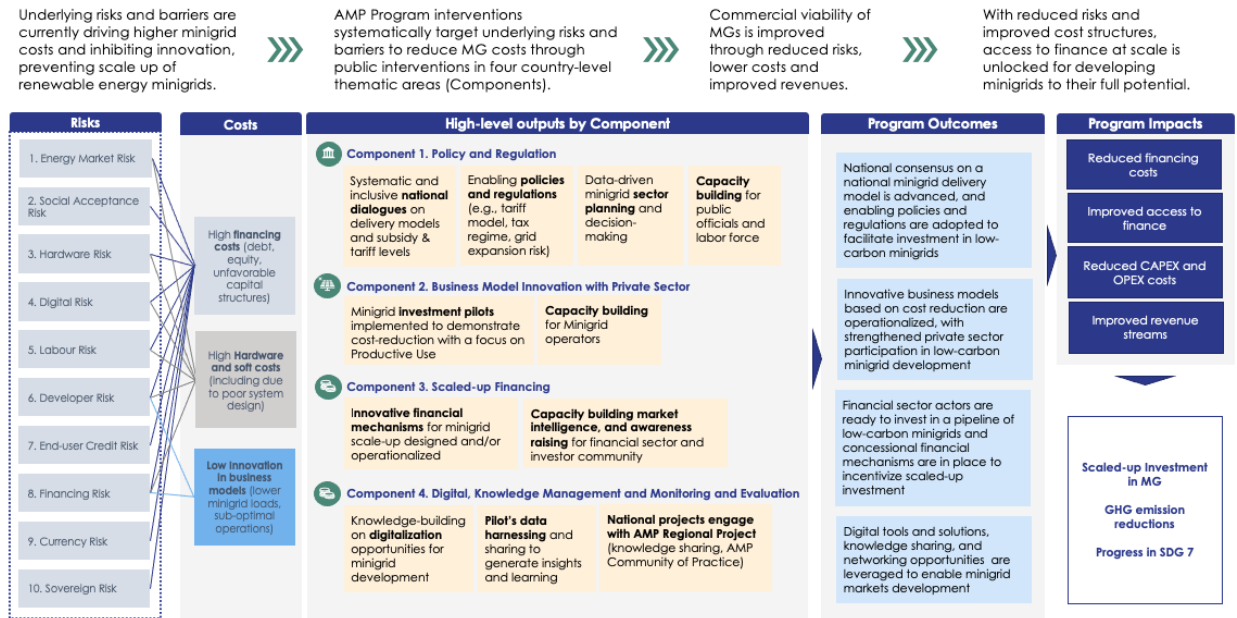 Underlying risks and barriers are
currently driving higher minigrid
costs and inhibiting innovation,
preventing scale up of
renewable energy minigrids.
AMP Program interventions
systematically target underlying risks and
barriers to reduce MG costs through
public interventions in four country-level
thematic areas (Components).
Commercial viability of
MGs is improved
through reduced risks,
lower costs and
improved revenues.
With reduced risks and
improved cost structures,
access to finance at scale is
unlocked for developing
minigrids to their full potential.
Risks
1. Energy Market Risk
2. Social Acceptance
Risk
3. Hardware Risk
4. Digital Risk
5. Labour Risk
6. Developer Risk
7. End-user Credit Risk
8. Financing Risk
9. Currency Risk
10. Sovereign Risk
Costs
High financing
costs (debt,
equity,
unfavorable
capital
structures)
High Hardware
and soft costs
(including due
to poor system
design)
Low Innovation
in business
models (lower
minigrid loads,
sub-optimal
operations)
High-level outputs by Component
Component 1. Policy and Regulation
Systematic and
inclusive national
dialogues on
delivery models
and subsidy &
tariff levels
Enabling policies
and regulations
(e.g., tariff
model, tax
regime, grid
expansion risk)
Data-driven
minigrid sector
planning and
decision-
making
Capacity
building for
public
officials and
labor force
Component 2. Business Model Innovation with Private Sector
Minigrid investment pilots
implemented to demonstrate
cost-reduction with a focus on
Productive Use
Capacity building
for Minigrid
operators
Component 3. Scaled-up Financing
Innovative financial
mechanisms for minigrid
scale-up designed and/or
operationalized
Capacity building market
intelligence, and awareness
raising for financial sector and
investor community
Component 4. Digital, Knowledge Management and Monitoring and Evaluation
Knowledge-building
on digitalization
opportunities for
minigrid
development
Pilot's data
harnessing and
sharing to
generate insights
and learning
National projects engage
with AMP Regional Project
(knowledge sharing, AMP
Community of Practice)
Program Outcomes
National consensus on a
national minigrid delivery
model is advanced, and
enabling policies and
regulations are adopted to
facilitate investment in low-
carbon minigrids
Innovative business models
based on cost reduction are
operationalized, with
strengthened private sector
participation in low-carbon
minigrid development
Financial sector actors are
ready to invest in a pipeline of
low-carbon minigrids and
concessional financial
mechanisms are in place to
incentivize scaled-up
investment
Digital tools and solutions,
knowledge sharing, and
networking opportunities are
leveraged to enable minigrid
markets development
Program Impacts
Reduced financing
costs
Improved access to
finance
Reduced CAPEX and
OPEX costs
Improved revenue
streams
Scaled-up Investment
in MG
GHG emission
reductions
Progress in SDG 7